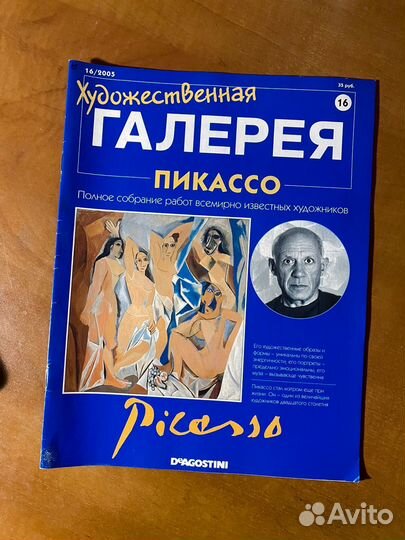 16/2005
35 руб.
Художественная
16
ГАЛЕРЕЯ
ПИКАССО
Полное собрание работ всемирно известных художников
Его художественные образы и
формы – уникальны по своей
энергичности, его портреты –
предельно эмоциональны, его
муза – вызывающе чувственна
Пикассо стал мэтром еще при
жизни. Он – один из величайших
художников двадцатого столетия
Picasso
DEAGOSTINI
Avito